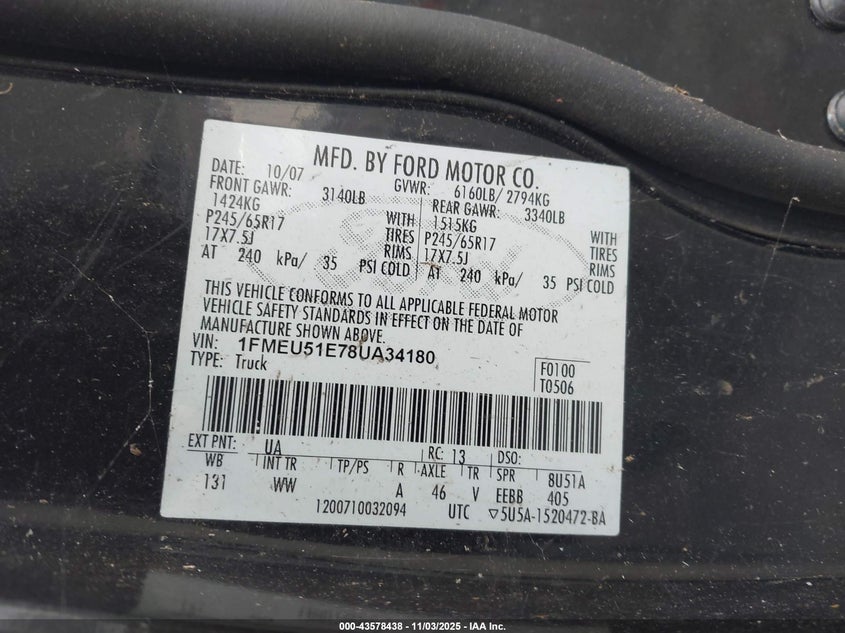 MFD. BY FORD MOTOR CO.
DATE: 10/07 GVWR: 6160LB/ 2794KG
FRONT GAWR: 3140LB REAR GAWR: 3340LB
1424KG WITH 1515KG WITH
P245/65R17 TIRES P245/65R17 TIRES
17X7.5J RIMS 17X7.5J RIMS
AT 240 kPa/ 35 PSI COLD AT 240 kPa/ 35 PSI COLD
THIS VEHICLE CONFORMS TO ALL APPLICABLE FEDERAL MOTOR
VEHICLE SAFETY STANDARDS IN EFFECT ON THE DATE OF
MANUFACTURE SHOWN ABOVE.
VIN: 1FMEU51E78UA34180
TYPE: Truck
F0100
T0506
EXT PNT: UA RC: 13 DSO:
WB INT TR TP/PS R AXLE TR SPR 8U51A
131 WW A 46 V EEBB 405
1200710032094 UTC ▽5U5A-1520472-BA
000-43578438 - 11/03/2025 - IAA Inc.